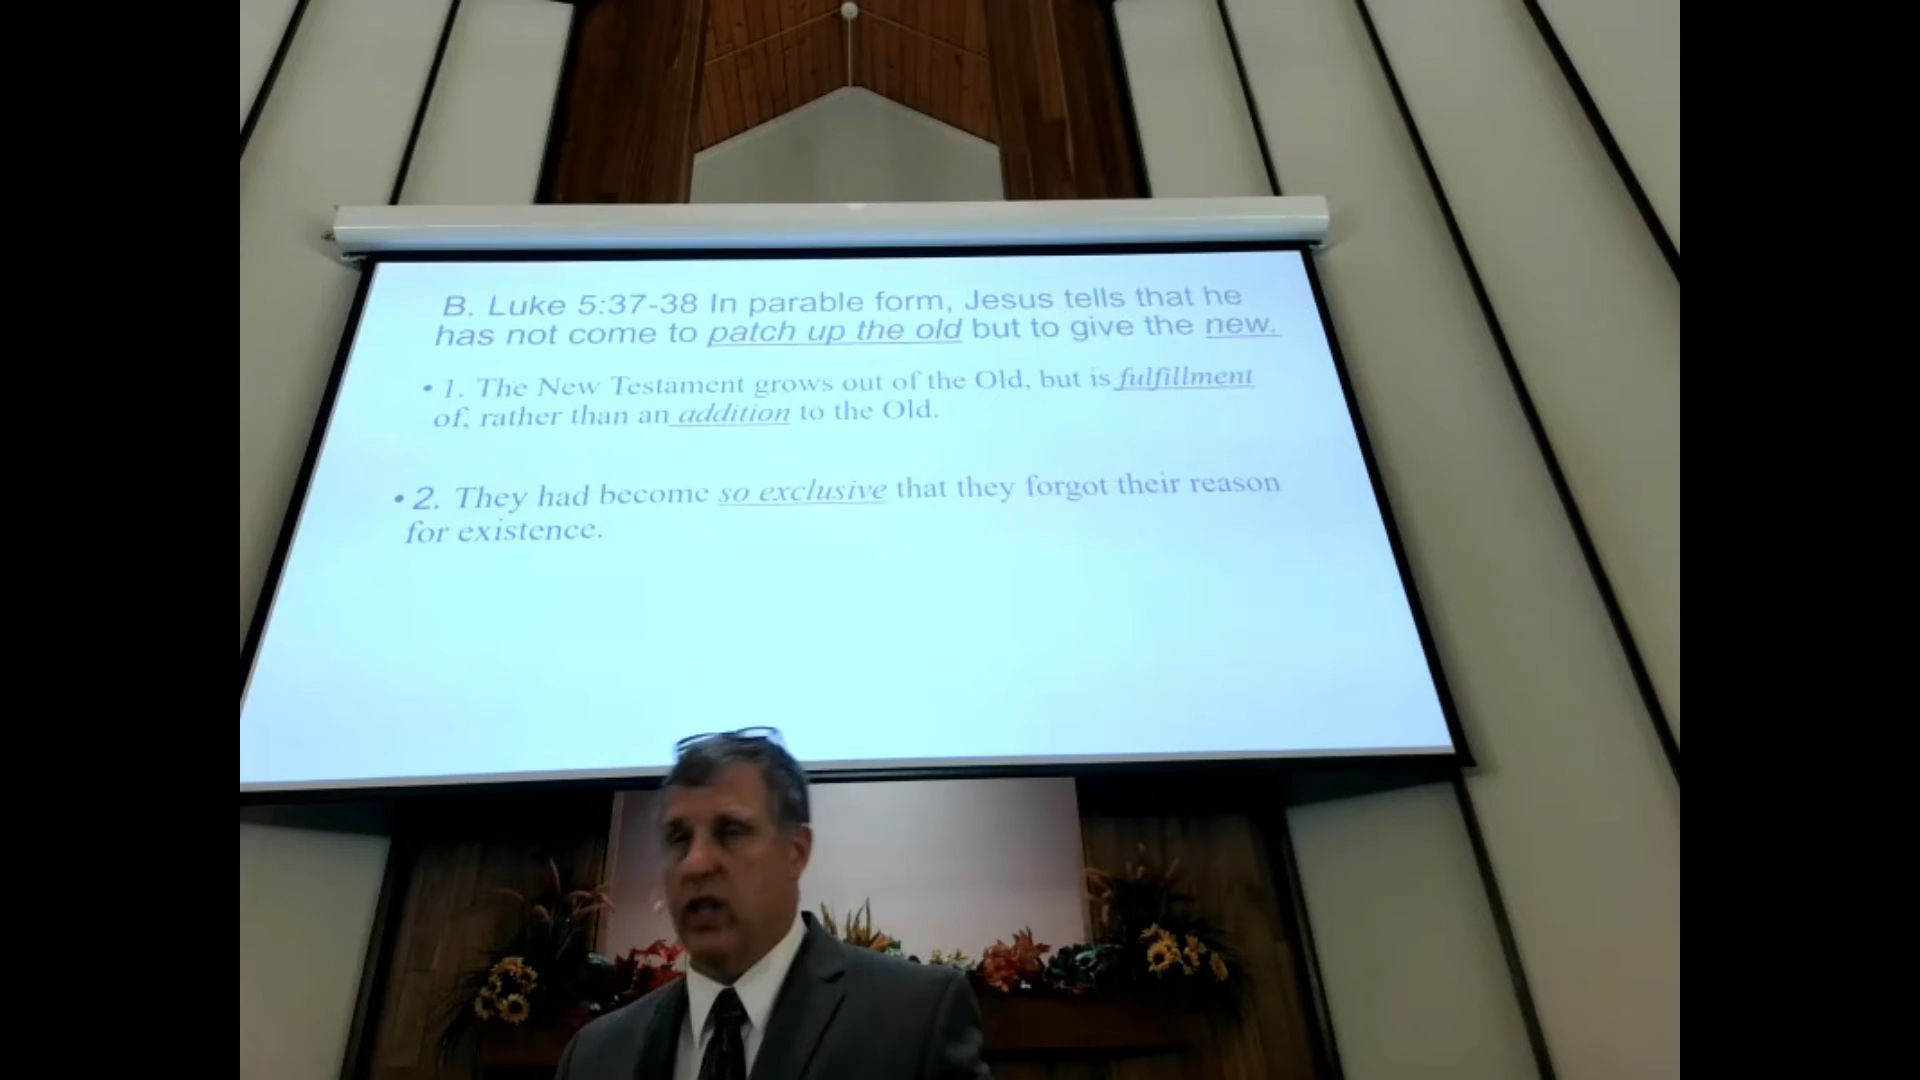 B. Luke 5:37-38 In parable form, Jesus tells that he
has not come to patch up the old but to give the new.
• 1. The New Testament grows out of the Old, but is fulfillment
of, rather than an addition to the Old.
• 2. They had become so exclusive that they forgot their reason
for existence.